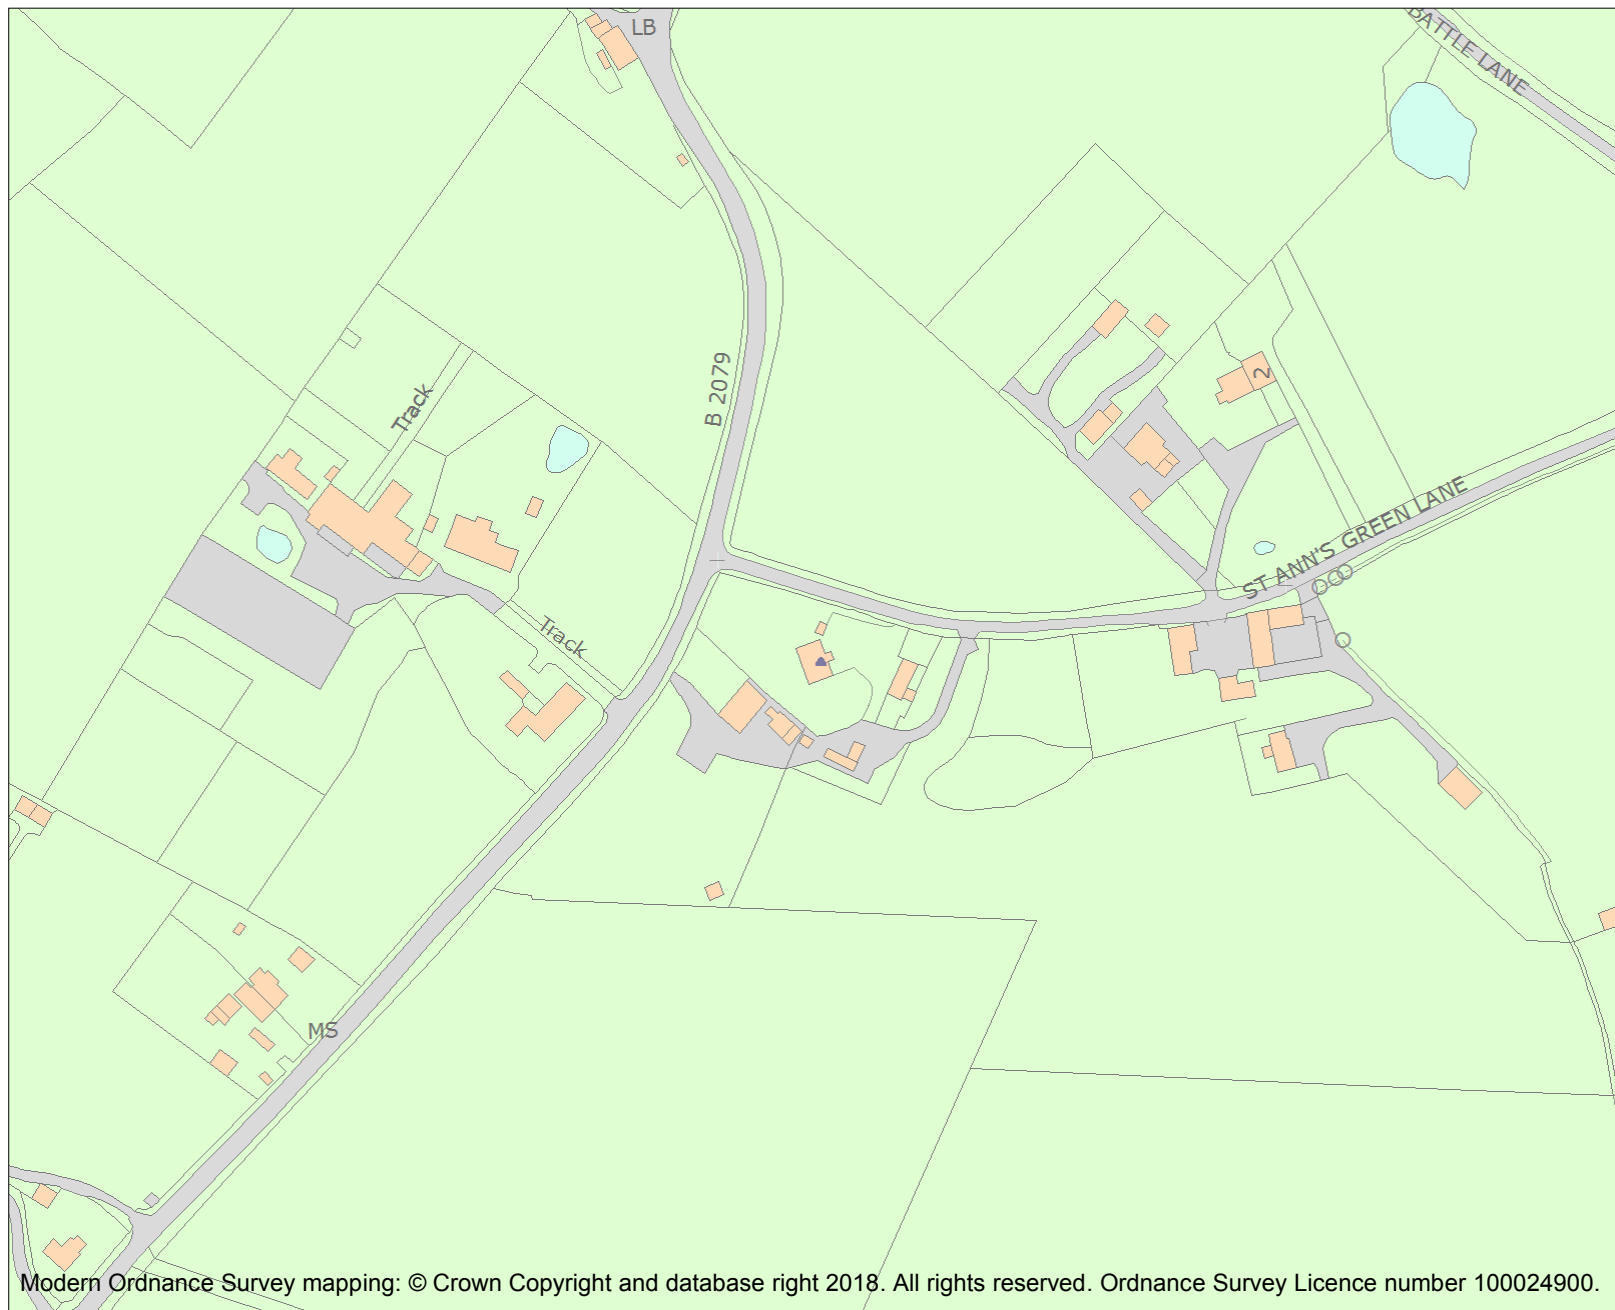 LB
BATTLE LANE
B 2079
Track
2
ST ANN'S GREEN LANE
Track
MS
Modern Ordnance Survey mapping: © Crown Copyright and database right 2018. All rights reserved. Ordnance Survey Licence number 100024900.